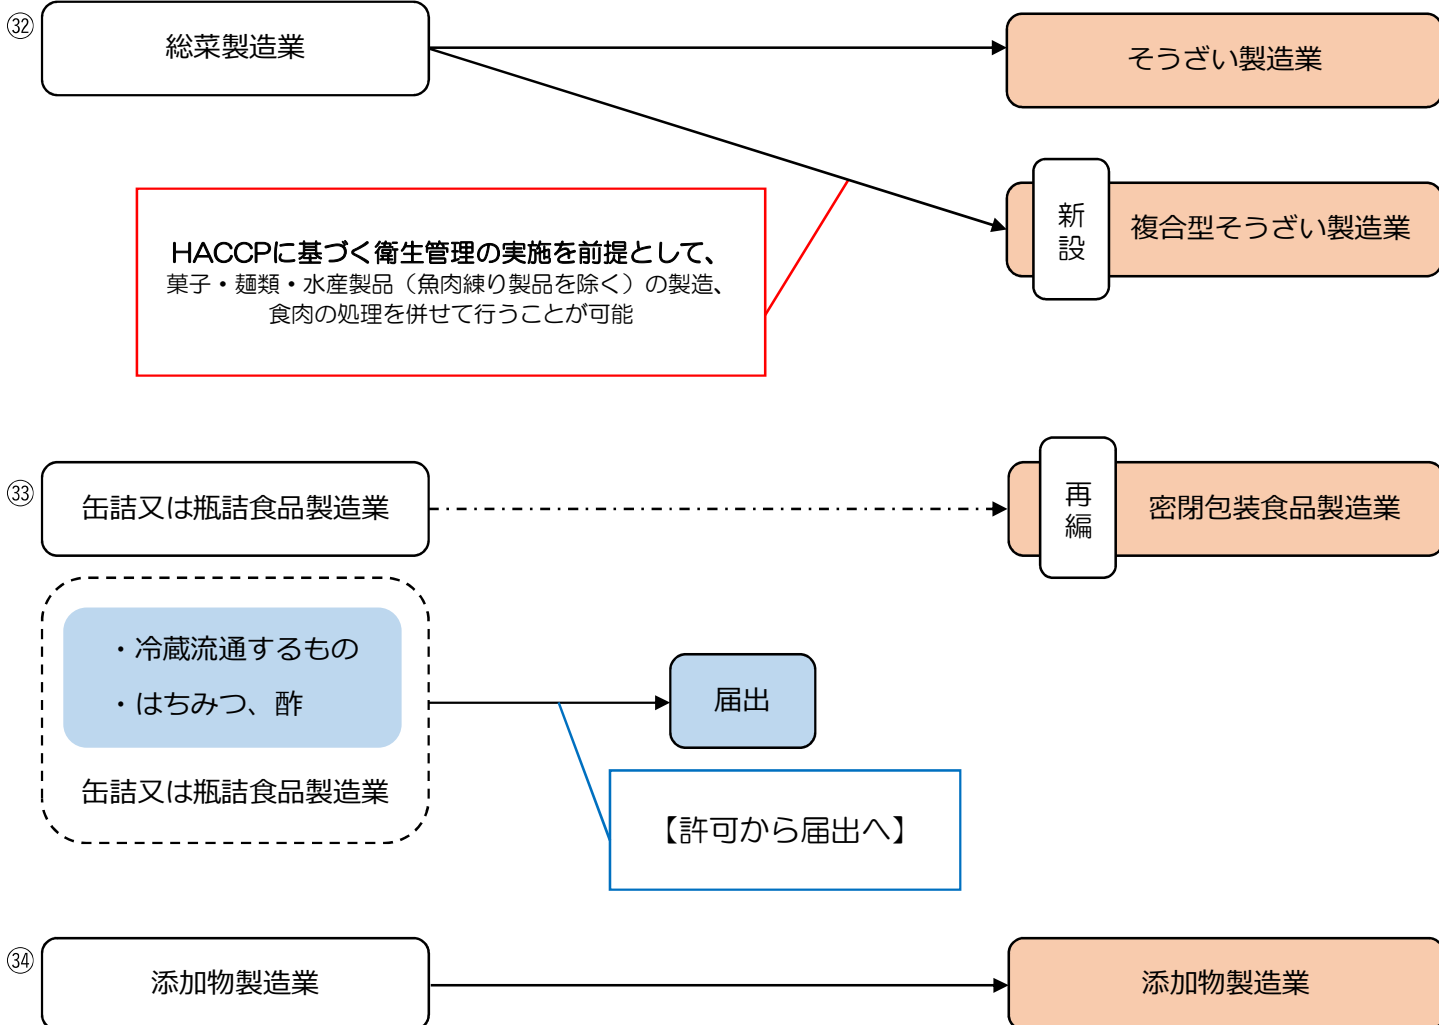 ㉜
総菜製造業
そうざい製造業
新設
複合型そうざい製造業
HACCPに基づく衛生管理の実施を前提として、
菓子・麺類・水産製品（魚肉練り製品を除く）の製造、
食肉の処理を併せて行うことが可能
㉝
缶詰又は瓶詰食品製造業
再編
密閉包装食品製造業
・冷蔵流通するもの
・はちみつ、酢
缶詰又は瓶詰食品製造業
届出
【許可から届出へ】
㉞
添加物製造業
添加物製造業